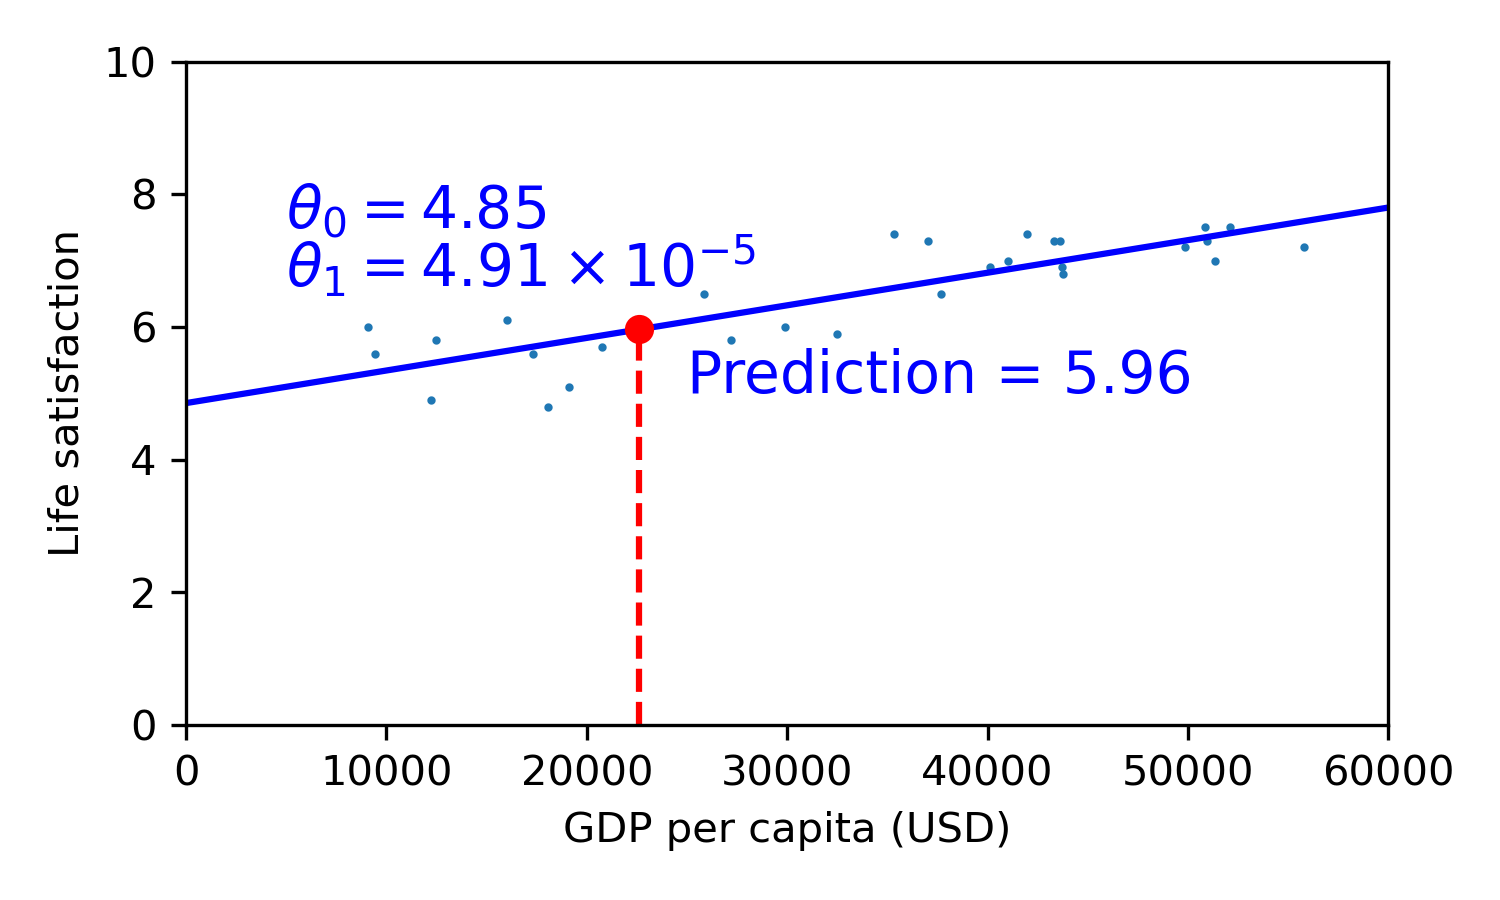 10
8
6
4
2
0
Life satisfaction
θ₀ = 4.85
θ₁ = 4.91 × 10⁻⁵
Prediction = 5.96
0 10000 20000 30000 40000 50000 60000
GDP per capita (USD)